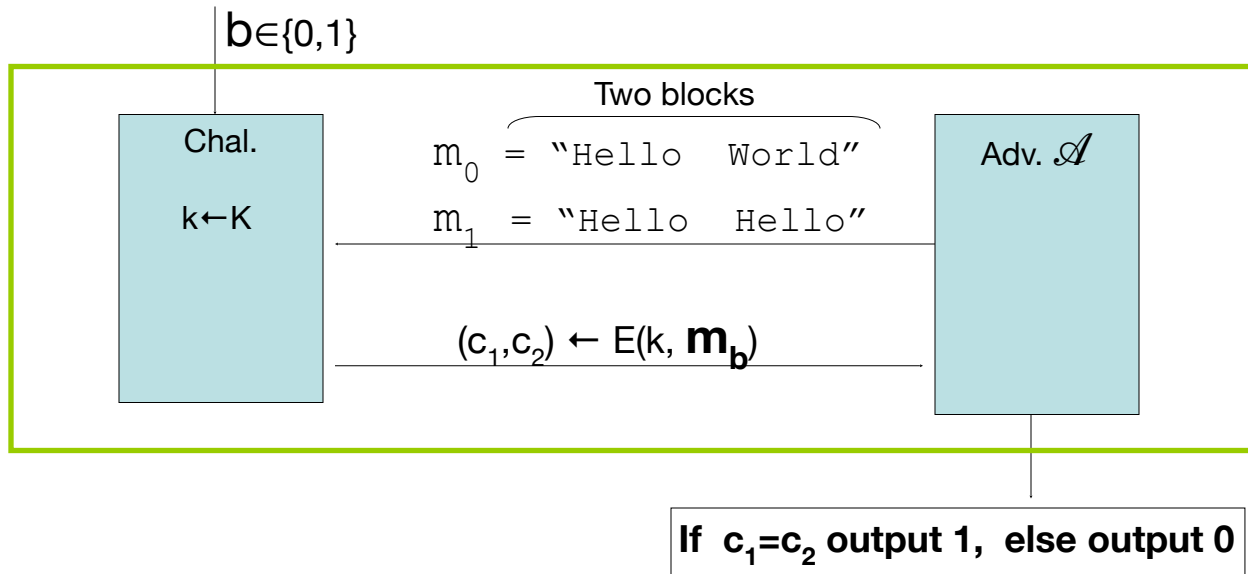 b∈{0,1}
Two blocks
Chal.
k←K
m₀ = “Hello World”
m₁ = “Hello Hello”
Adv. 𝒜
(c₁,c₂) ← E(k, m_b)
If c₁=c₂ output 1, else output 0